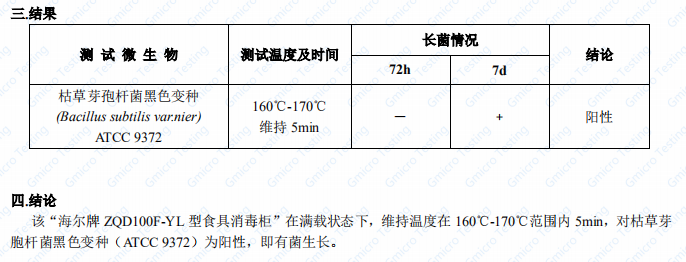 三.结果
测 试 微 生 物 测试温度及时间 长菌情况 结论
72h 7d
枯草芽孢杆菌黑色变种
(Bacillus subtilis var.nier)
ATCC 9372
160℃-170℃
维持 5min
— + 阳性
四.结论
该“海尔牌 ZQD100F-YL 型食具消毒柜”在满载状态下，维持温度在 160℃-170℃范围内 5min，对枯草芽
胞杆菌黑色变种（ATCC 9372）为阳性，即有菌生长。
Gmicro Testing